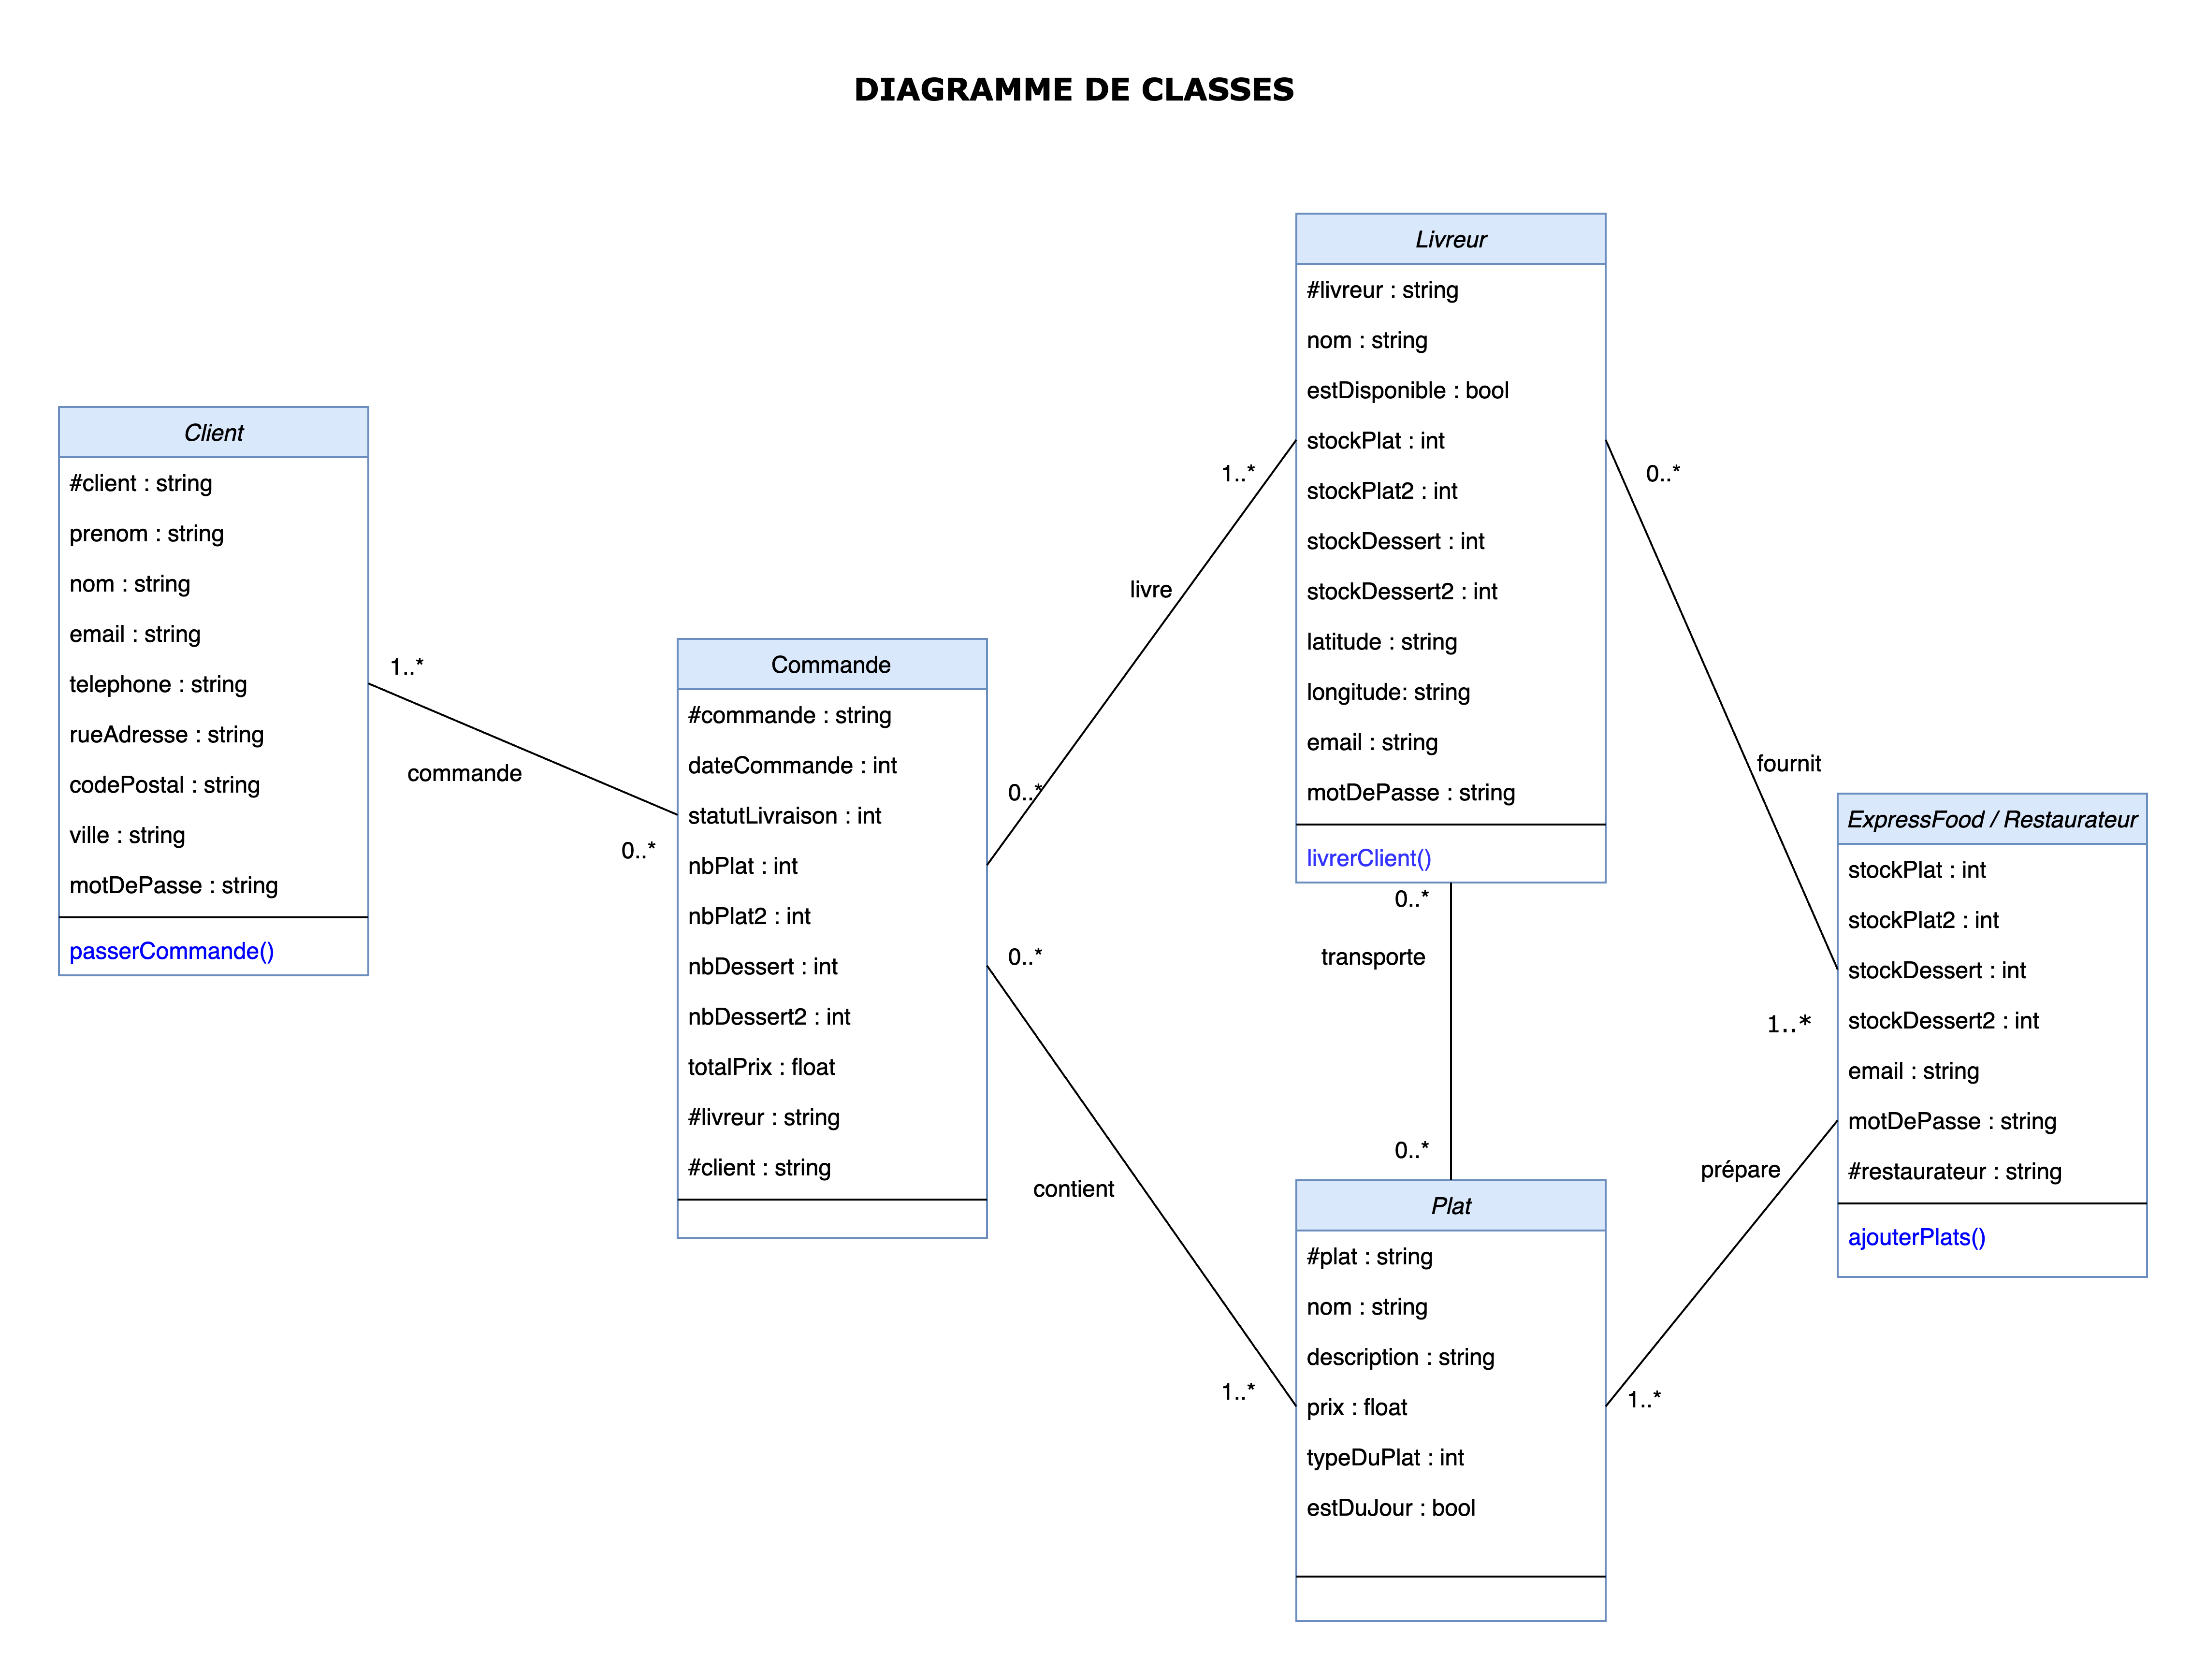 DIAGRAMME DE CLASSES
Client
#client : string
prenom : string
nom : string
email : string
telephone : string
rueAdresse : string
codePostal : string
ville : string
motDePasse : string
passerCommande()
1..*
commande
0..*
Commande
#commande : string
dateCommande : int
statutLivraison : int
nbPlat : int
nbPlat2 : int
nbDessert : int
nbDessert2 : int
totalPrix : float
#livreur : string
#client : string
1..*
livre
0..*
0..*
contient
1..*
Livreur
#livreur : string
nom : string
estDisponible : bool
stockPlat : int
stockPlat2 : int
stockDessert : int
stockDessert2 : int
latitude : string
longitude: string
email : string
motDePasse : string
livrerClient()
0..*
transporte
0..*
Plat
#plat : string
nom : string
description : string
prix : float
typeDuPlat : int
estDuJour : bool
0..*
fournit
1..*
prépare
1..*
ExpressFood / Restaurateur
stockPlat : int
stockPlat2 : int
stockDessert : int
stockDessert2 : int
email : string
motDePasse : string
#restaurateur : string
ajouterPlats()